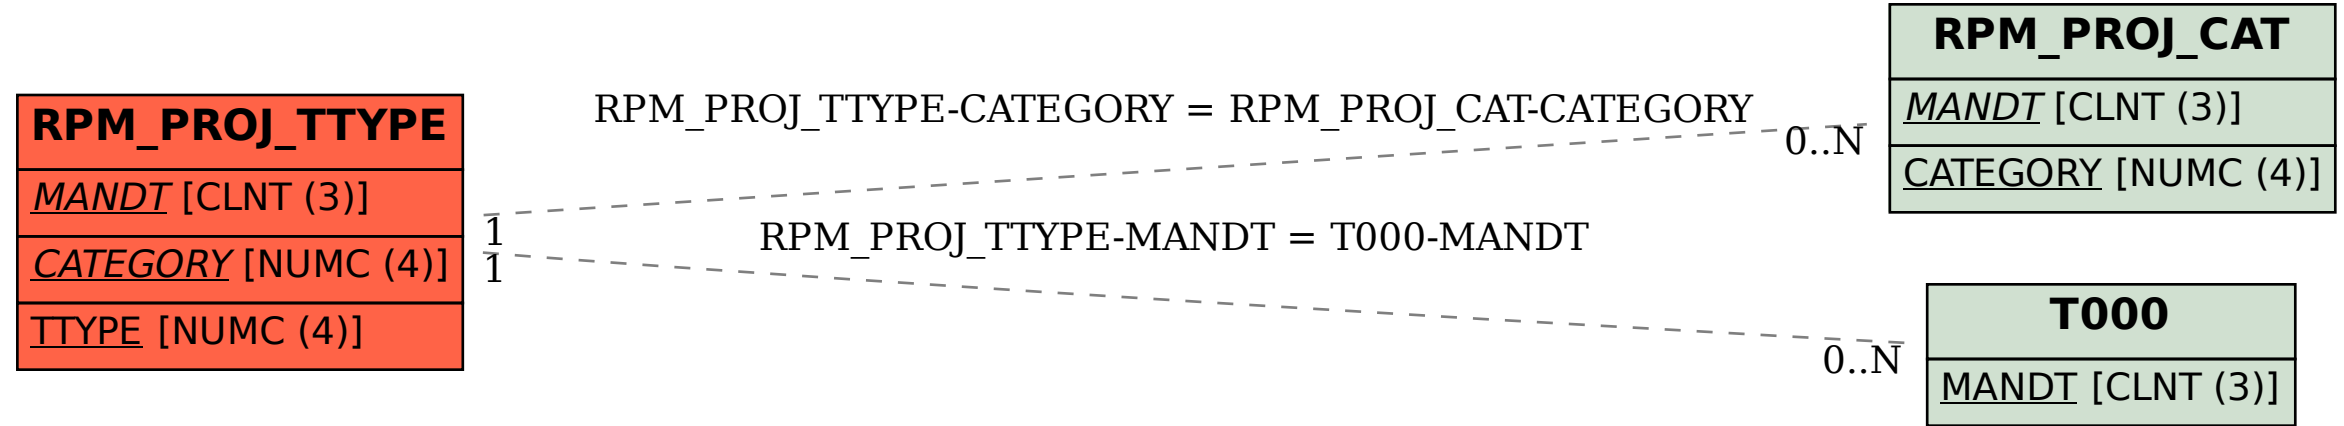 RPM_PROJ_TTYPE
MANDT [CLNT (3)]
CATEGORY [NUMC (4)]
TTYPE [NUMC (4)]
RPM_PROJ_TTYPE-CATEGORY = RPM_PROJ_CAT-CATEGORY
1
0..N
RPM_PROJ_TTYPE-MANDT = T000-MANDT
1
0..N
RPM_PROJ_CAT
MANDT [CLNT (3)]
CATEGORY [NUMC (4)]
T000
MANDT [CLNT (3)]